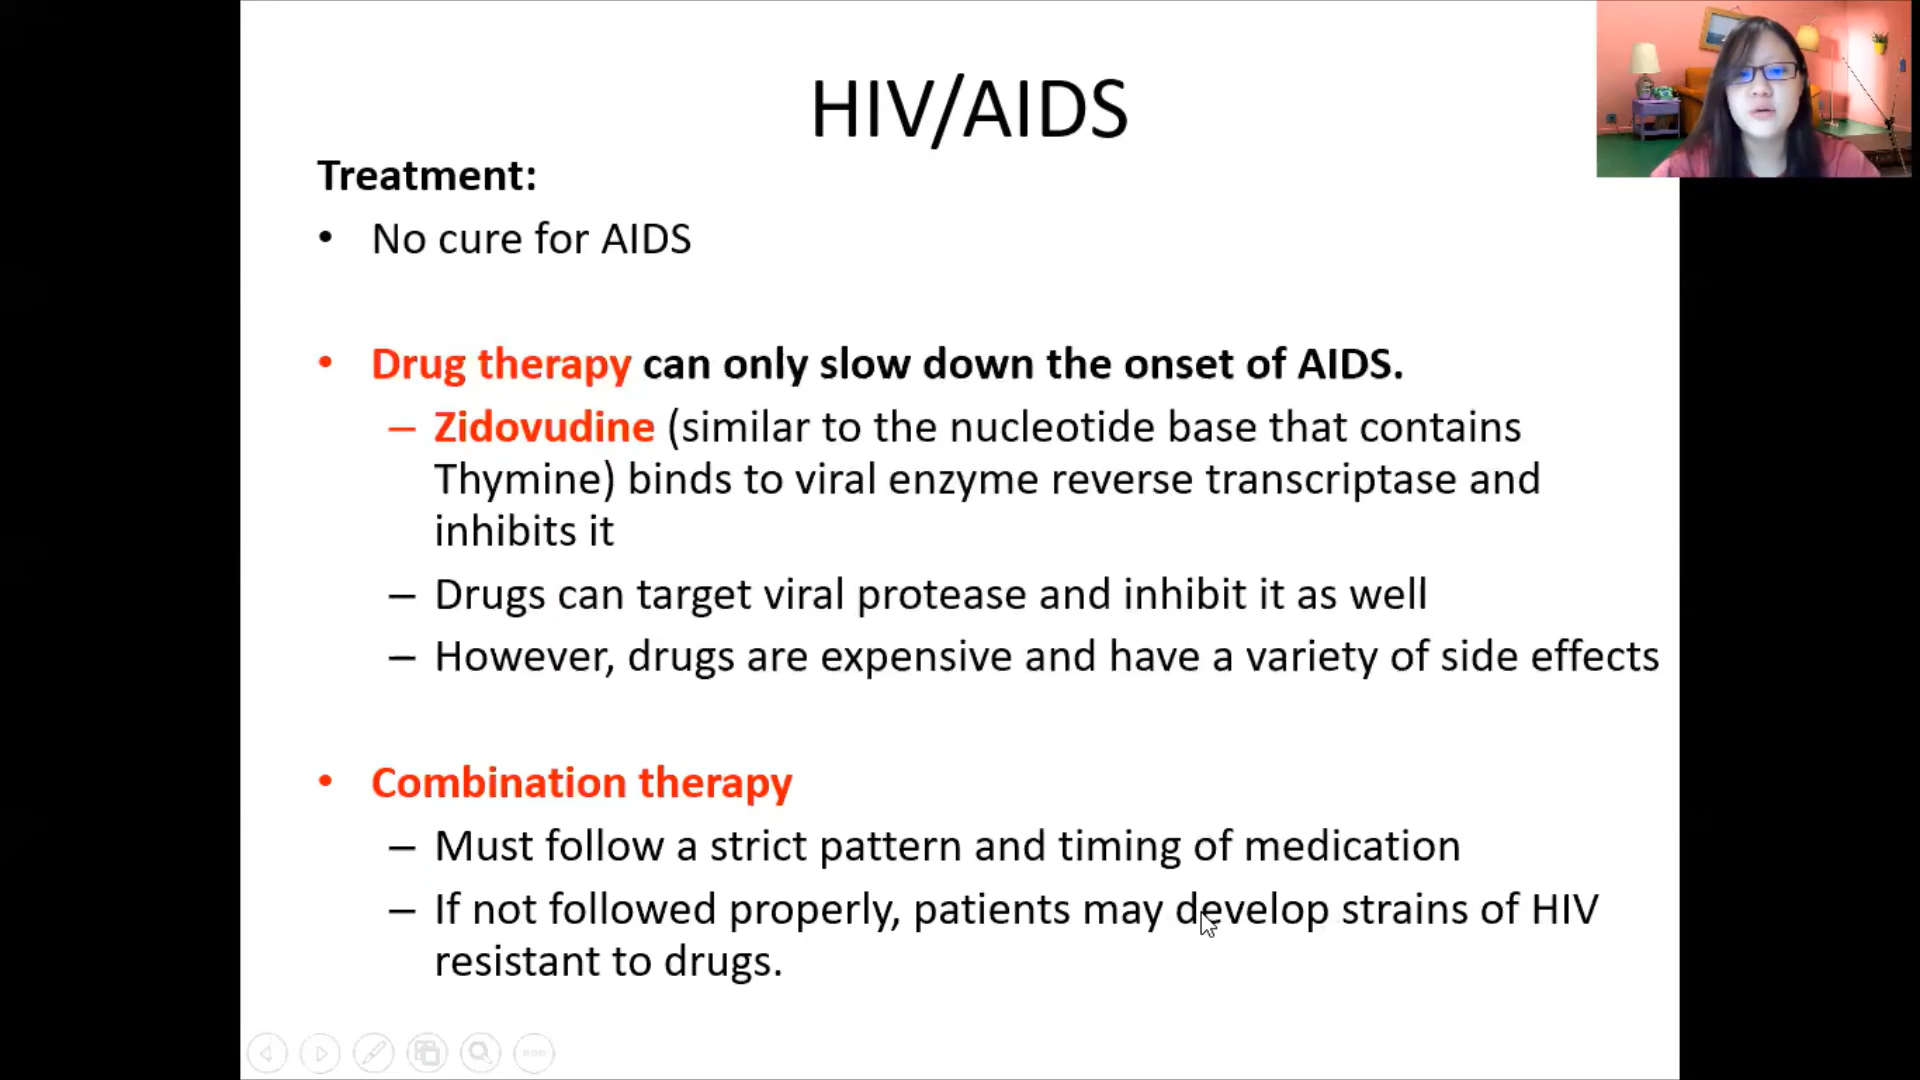 HIV/AIDS
Treatment:
• No cure for AIDS
• Drug therapy can only slow down the onset of AIDS.
– Zidovudine (similar to the nucleotide base that contains
Thymine) binds to viral enzyme reverse transcriptase and
inhibits it
– Drugs can target viral protease and inhibit it as well
– However, drugs are expensive and have a variety of side effects
• Combination therapy
– Must follow a strict pattern and timing of medication
– If not followed properly, patients may develop strains of HIV
resistant to drugs.